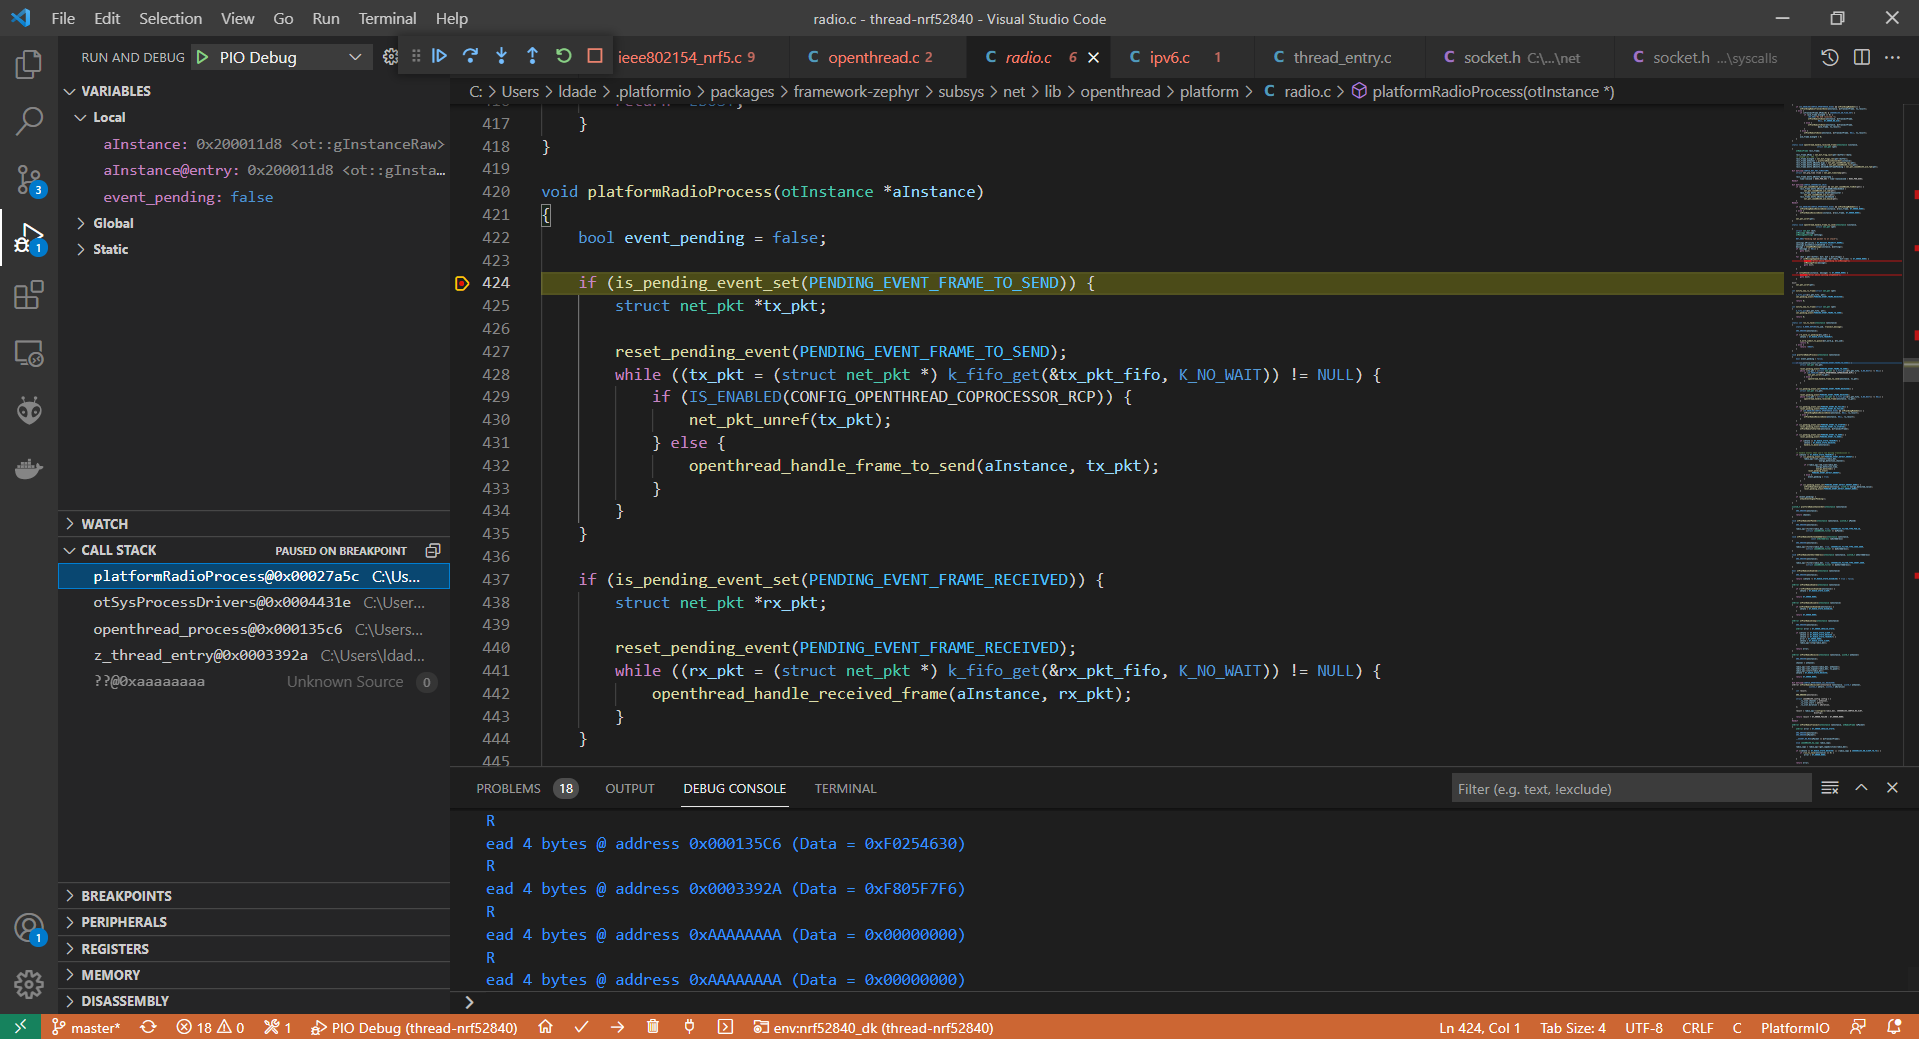 File Edit Selection View Go Run Terminal Help
radio.c - thread-nrf52840 - Visual Studio Code
RUN AND DEBUG PIO Debug
ieee802154_nrf5.c 9
C openthread.c 2
C radio.c 6
C ipv6.c 1
C thread_entry.c
C socket.h C:\...\net
C socket.h ...\syscalls
C: > Users > ldade > .platformio > packages > framework-zephyr > subsys > net > lib > openthread > platform > C radio.c > platformRadioProcess(otInstance *)
VARIABLES
Local
aInstance: 0x200011d8 <ot::gInstanceRaw>
aInstance@entry: 0x200011d8 <ot::gInsta...
event_pending: false
Global
Static
3
1
WATCH
CALL STACK PAUSED ON BREAKPOINT
platformRadioProcess@0x00027a5c C:\Us...
otSysProcessDrivers@0x0004431e C:\User...
openthread_process@0x000135c6 C:\Users...
z_thread_entry@0x0003392a C:\Users\ldad...
??@0xaaaaaaaa Unknown Source 0
BREAKPOINTS
PERIPHERALS
REGISTERS
MEMORY
DISASSEMBLY
1
417 }
418 }
419
420 void platformRadioProcess(otInstance *aInstance)
421 {
422 bool event_pending = false;
423
424 if (is_pending_event_set(PENDING_EVENT_FRAME_TO_SEND)) {
425 struct net_pkt *tx_pkt;
426
427 reset_pending_event(PENDING_EVENT_FRAME_TO_SEND);
428 while ((tx_pkt = (struct net_pkt *) k_fifo_get(&tx_pkt_fifo, K_NO_WAIT)) != NULL) {
429 if (IS_ENABLED(CONFIG_OPENTHREAD_COPROCESSOR_RCP)) {
430 net_pkt_unref(tx_pkt);
431 } else {
432 openthread_handle_frame_to_send(aInstance, tx_pkt);
433 }
434 }
435 }
436
437 if (is_pending_event_set(PENDING_EVENT_FRAME_RECEIVED)) {
438 struct net_pkt *rx_pkt;
439
440 reset_pending_event(PENDING_EVENT_FRAME_RECEIVED);
441 while ((rx_pkt = (struct net_pkt *) k_fifo_get(&rx_pkt_fifo, K_NO_WAIT)) != NULL) {
442 openthread_handle_received_frame(aInstance, rx_pkt);
443 }
444 }
445
PROBLEMS 18 OUTPUT DEBUG CONSOLE TERMINAL
Filter (e.g. text, !exclude)
R
ead 4 bytes @ address 0x000135C6 (Data = 0xF0254630)
R
ead 4 bytes @ address 0x0003392A (Data = 0xF805F7F6)
R
ead 4 bytes @ address 0xAAAAAAAA (Data = 0x00000000)
R
ead 4 bytes @ address 0xAAAAAAAA (Data = 0x00000000)
master* 18 0 1 PIO Debug (thread-nrf52840) env:nrf52840_dk (thread-nrf52840)
Ln 424, Col 1 Tab Size: 4 UTF-8 CRLF C PlatformIO